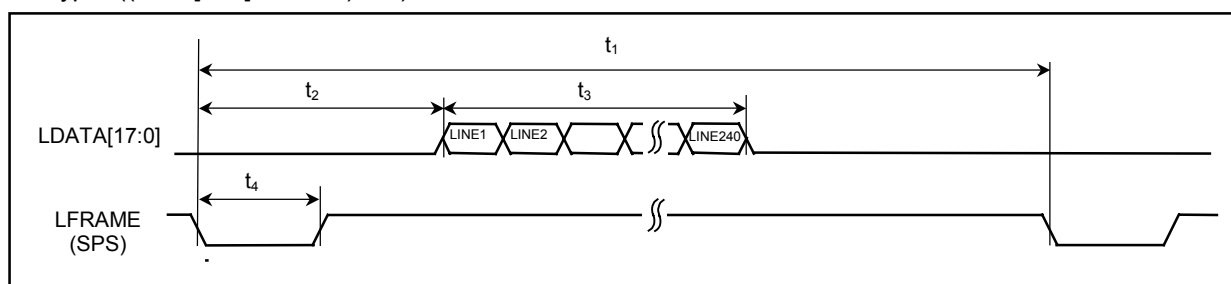 t₁
t₂ t₃
LDATA[17:0] LINE1 LINE2 LINE240
t₄
LFRAME
(SPS)